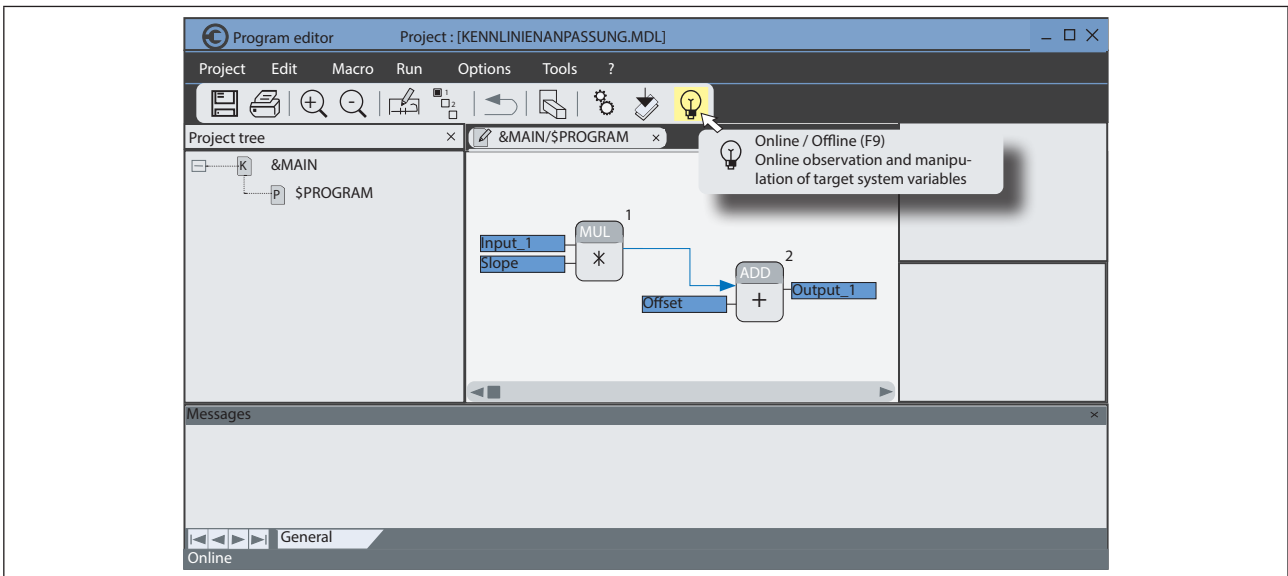 Program editor Project : [KENNLINIENANPASSUNG.MDL]
Project Edit Macro Run Options Tools ?
1
2
Project tree
&MAIN/$PROGRAM
Online / Offline (F9)
Online observation and manipu-
lation of target system variables
K &MAIN
P $PROGRAM
1
MUL
Input_1
Slope
2
ADD
Offset
+
Output_1
Messages
General
Online